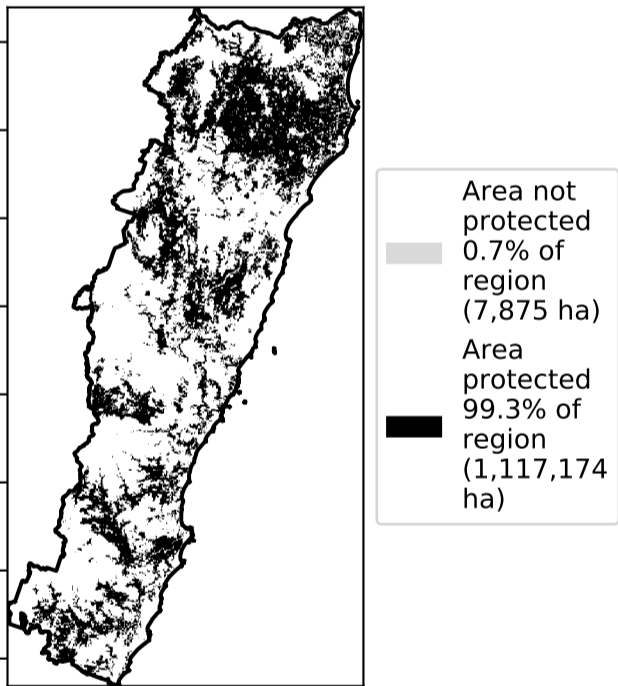 Area not
protected
0.7% of
region
(7,875 ha)
Area
protected
99.3% of
region
(1,117,174
ha)